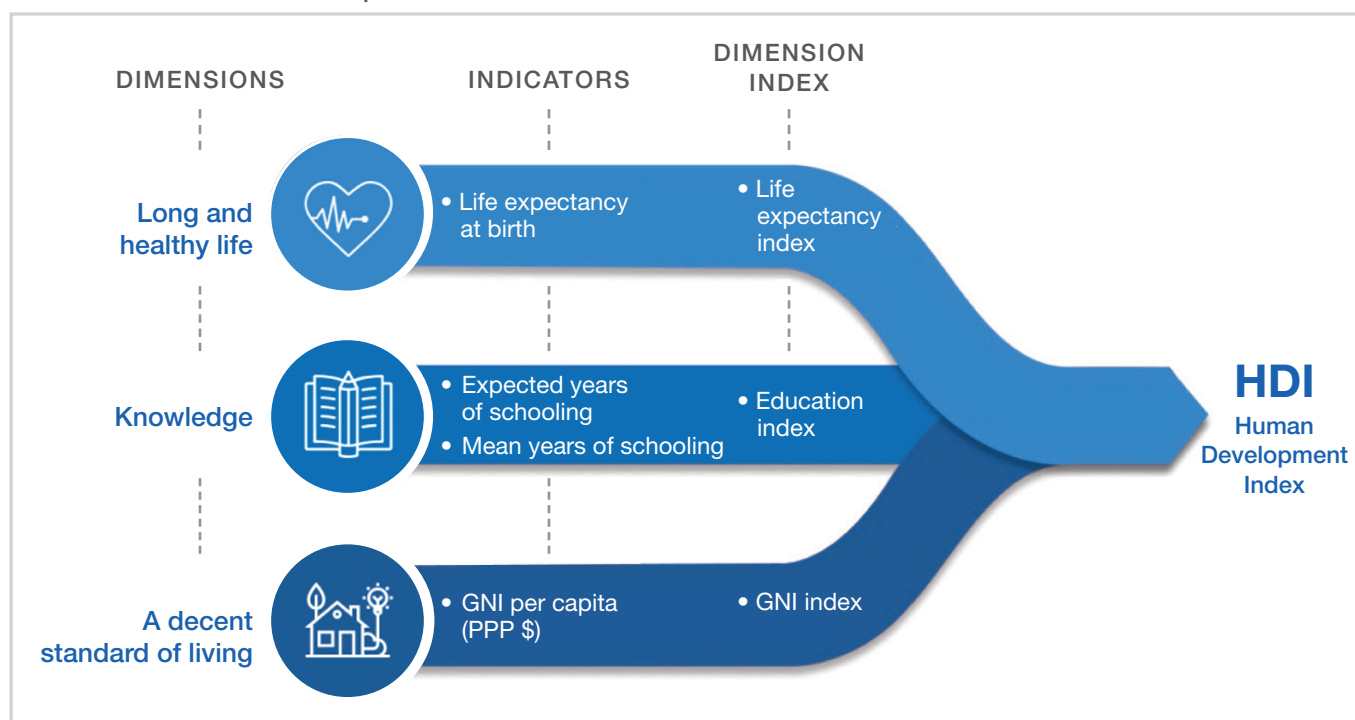 DIMENSIONS
INDICATORS
DIMENSION
INDEX
Long and
healthy life
• Life expectancy
at birth
• Life
expectancy
index
Knowledge
• Expected years
of schooling
• Mean years of schooling
• Education
index
A decent
standard of living
• GNI per capita
(PPP $)
• GNI index
HDI
Human
Development
Index